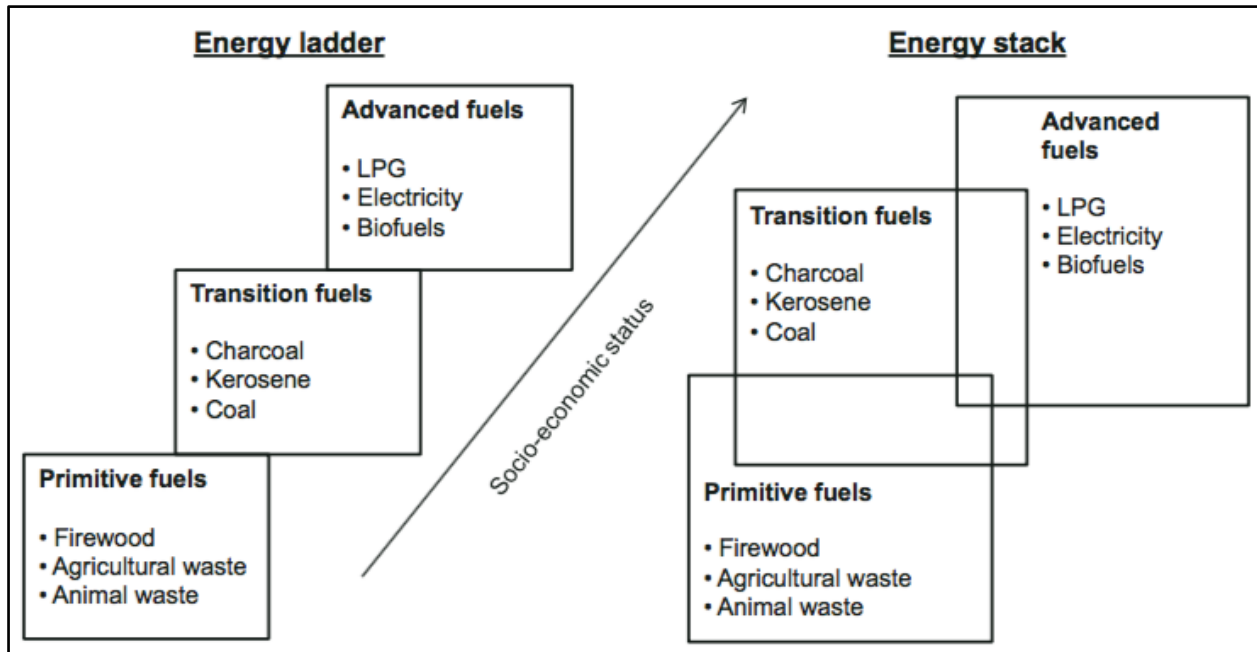 Energy ladder
Advanced fuels
• LPG
• Electricity
• Biofuels
Transition fuels
• Charcoal
• Kerosene
• Coal
Primitive fuels
• Firewood
• Agricultural waste
• Animal waste
Socio-economic status
Energy stack
Advanced
fuels
• LPG
• Electricity
• Biofuels
Transition fuels
• Charcoal
• Kerosene
• Coal
Primitive fuels
• Firewood
• Agricultural waste
• Animal waste